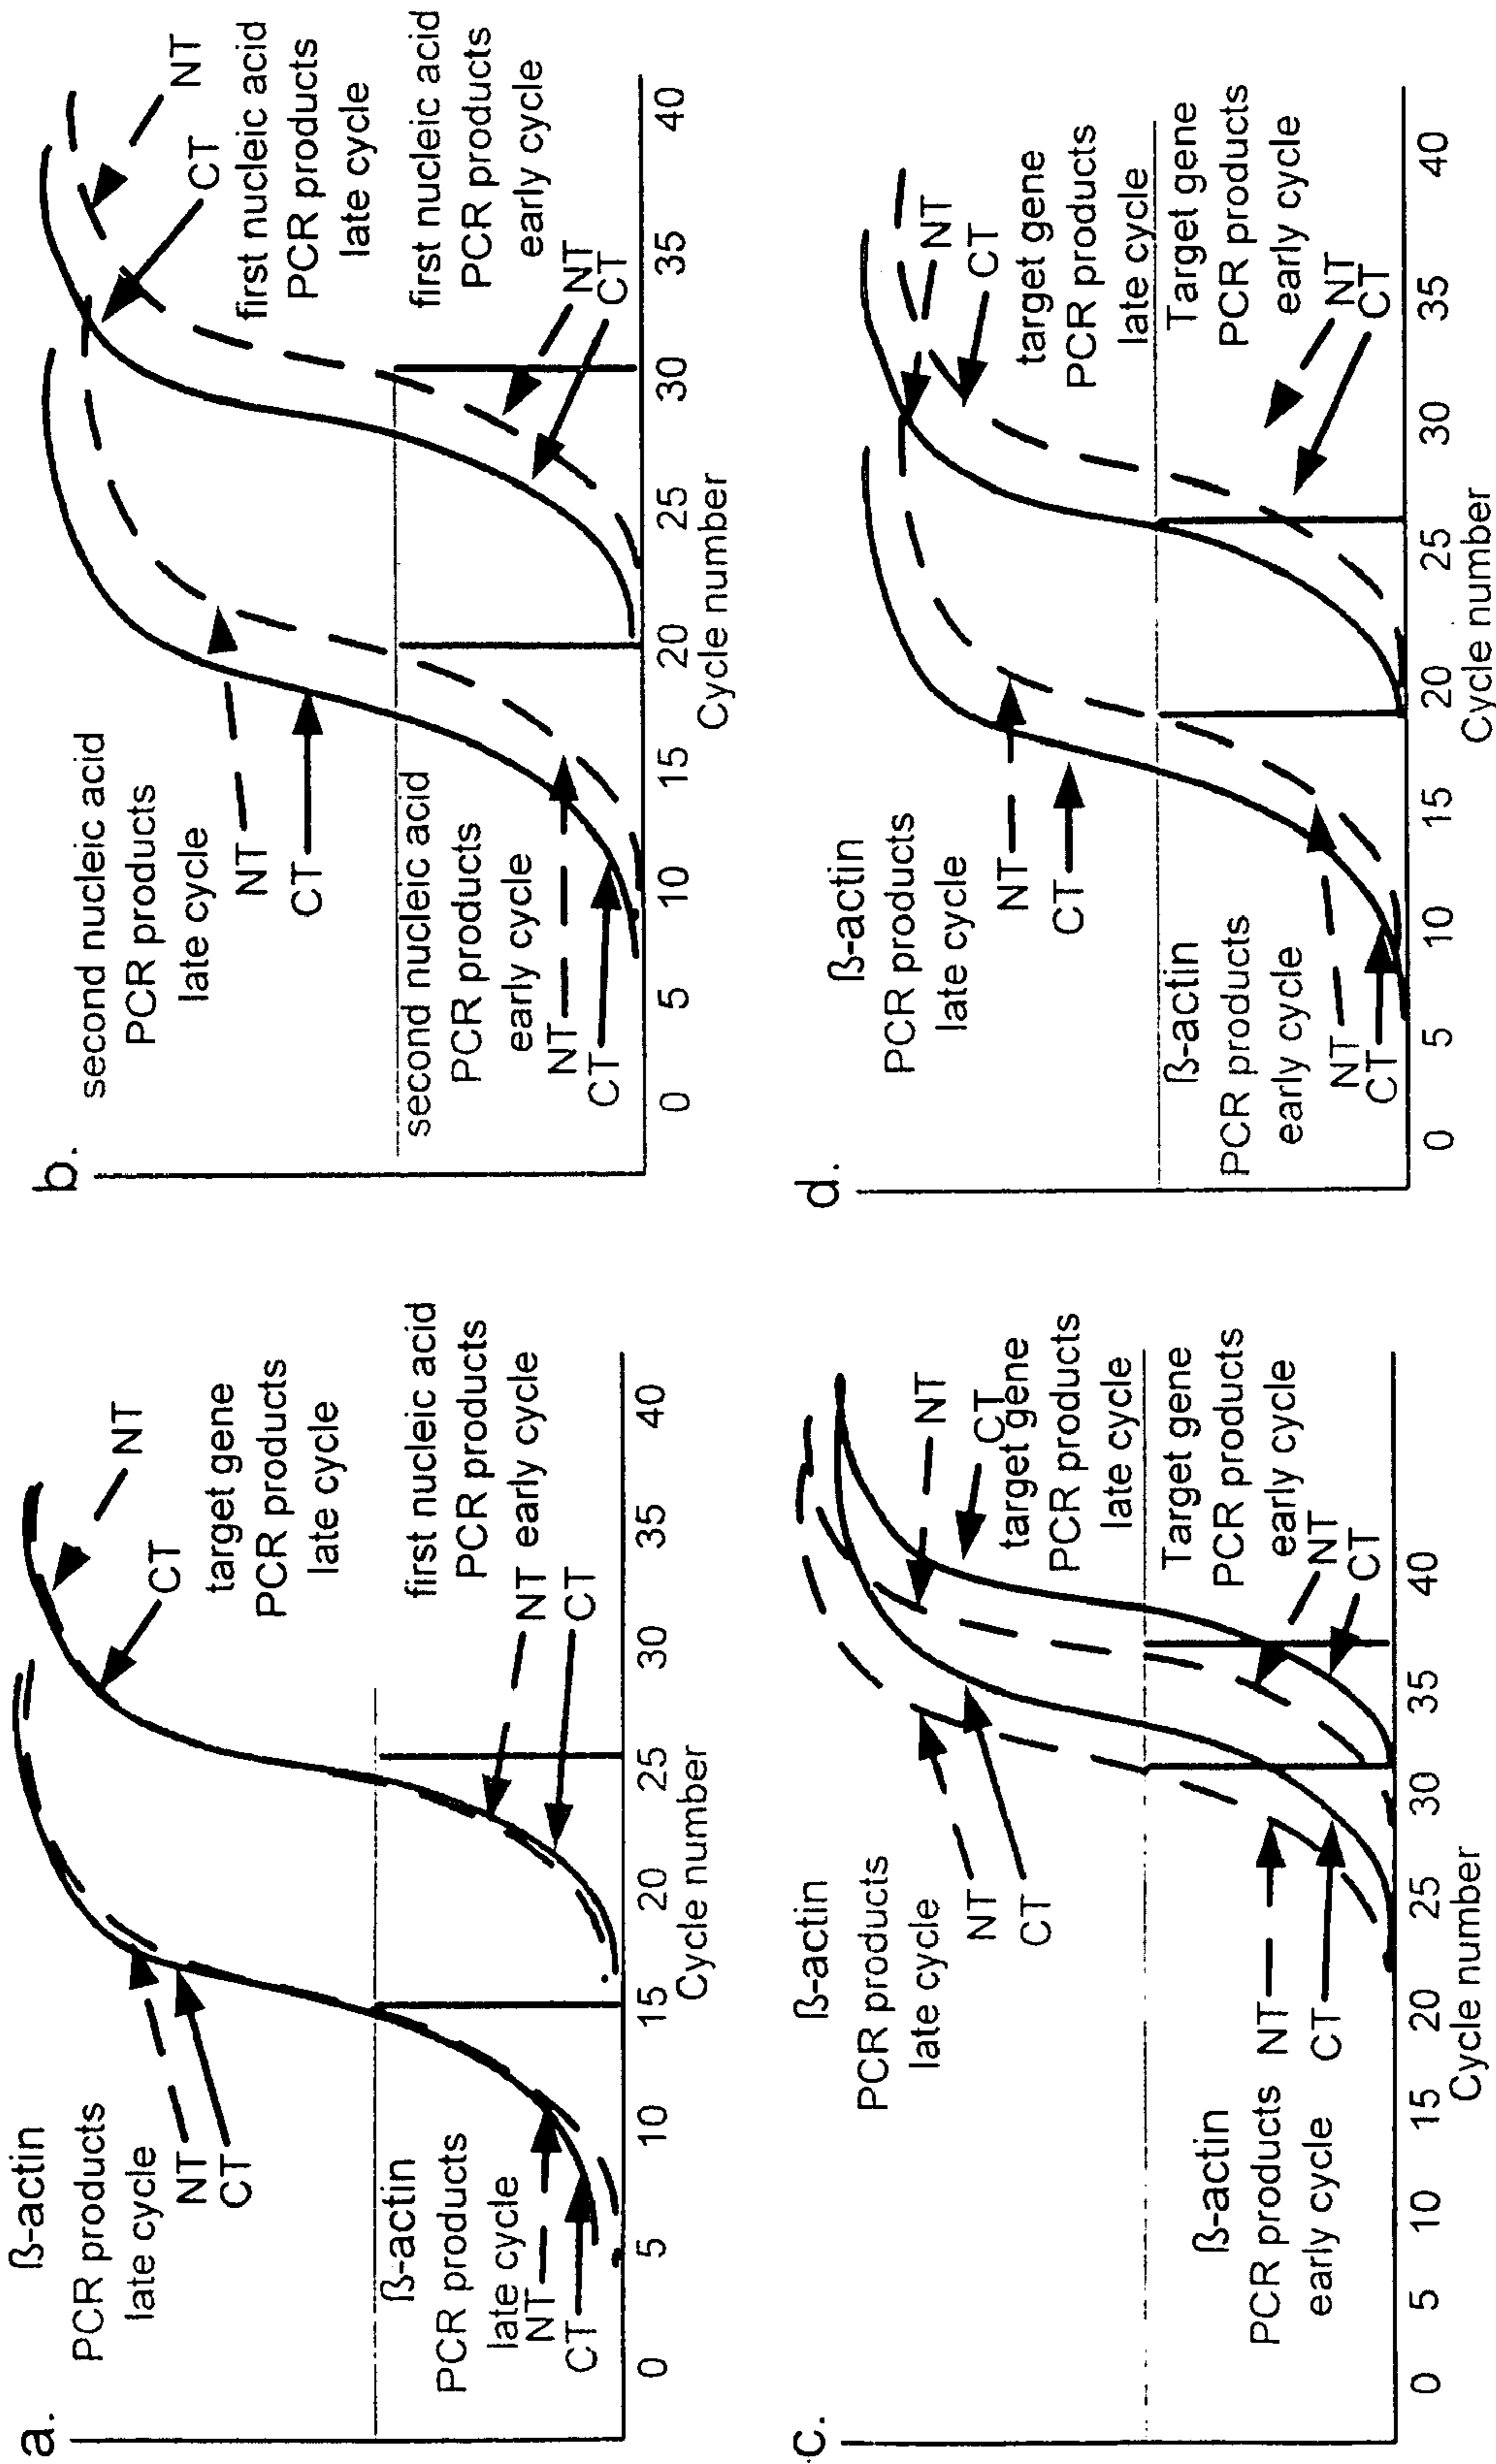 a.
ß-actin
PCR products
late cycle
NT
CT
ß-actin
PCR products
late cycle
NT
CT
NT
CT
target gene
PCR products
late cycle
first nucleic acid
PCR products
early cycle
NT
CT
0 5 10 15 20 25 30 35 40
Cycle number
b.
second nucleic acid
PCR products
late cycle
NT
CT
second nucleic acid
PCR products
early cycle
NT
CT
NT
CT
first nucleic acid
PCR products
late cycle
first nucleic acid
PCR products
early cycle
NT
CT
0 5 10 15 20 25 30 35 40
Cycle number
c.
ß-actin
PCR products
late cycle
NT
CT
ß-actin
PCR products
early cycle
NT
CT
NT
CT
target gene
PCR products
late cycle
Target gene
PCR products
early cycle
NT
CT
0 5 10 15 20 25 30 35 40
Cycle number
d.
ß-actin
PCR products
late cycle
NT
CT
ß-actin
PCR products
early cycle
NT
CT
NT
CT
target gene
PCR products
late cycle
Target gene
PCR products
early cycle
NT
CT
0 5 10 15 20 25 30 35 40
Cycle number